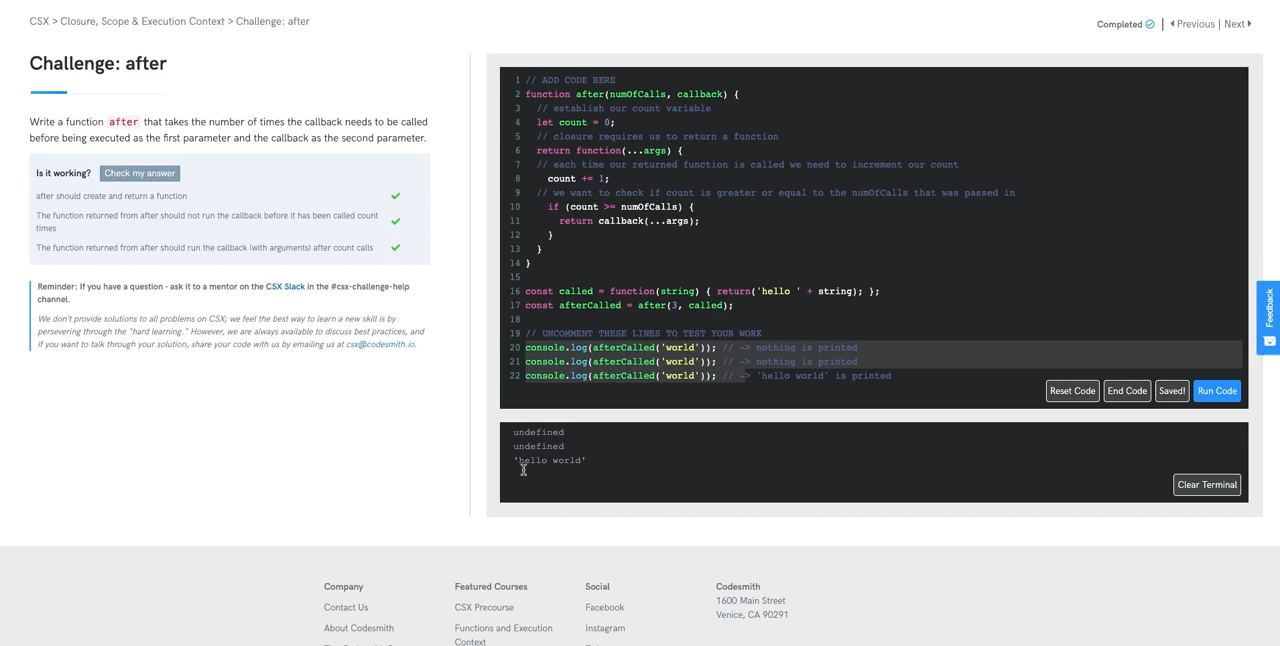 CSX > Closure, Scope & Execution Context > Challenge: after
Completed
Previous | Next
Challenge: after
Write a function after that takes the number of times the callback needs to be called
before being executed as the first parameter and the callback as the second parameter.
Is it working? Check my answer
after should create and return a function
The function returned from after should not run the callback before it has been called count
times
The function returned from after should run the callback (with arguments) after count calls
Reminder: If you have a question - ask it to a mentor on the CSX Slack in the #csx-challenge-help
channel.
We don't provide solutions to all problems on CSX; we feel the best way to learn a new skill is by
persevering through the "hard learning." However, we are always available to discuss best practices, and
if you want to talk through your solution, share your code with us by emailing us at csx@codesmith.io.
1 // ADD CODE HERE
2 function after(numOfCalls, callback) {
3 // establish our count variable
4 let count = 0;
5 // closure requires us to return a function
6 return function(...args) {
7 // each time our returned function is called we need to increment our count
8 count += 1;
9 // we want to check if count is greater or equal to the numOfCalls that was passed in
10 if (count >= numOfCalls) {
11 return callback(...args);
12 }
13 }
14 }
15
16 const called = function(string) { return('hello ' + string); };
17 const afterCalled = after(3, called);
18
19 // UNCOMMENT THESE LINES TO TEST YOUR WORK
20 console.log(afterCalled('world')); // -> nothing is printed
21 console.log(afterCalled('world')); // -> nothing is printed
22 console.log(afterCalled('world')); // -> 'hello world' is printed
Reset Code End Code Saved! Run Code
undefined
undefined
'hello world'
Clear Terminal
Feedback
Company
Contact Us
About Codesmith
Featured Courses
CSX Precourse
Functions and Execution
Context
Social
Facebook
Instagram
Codesmith
1600 Main Street
Venice, CA 90291